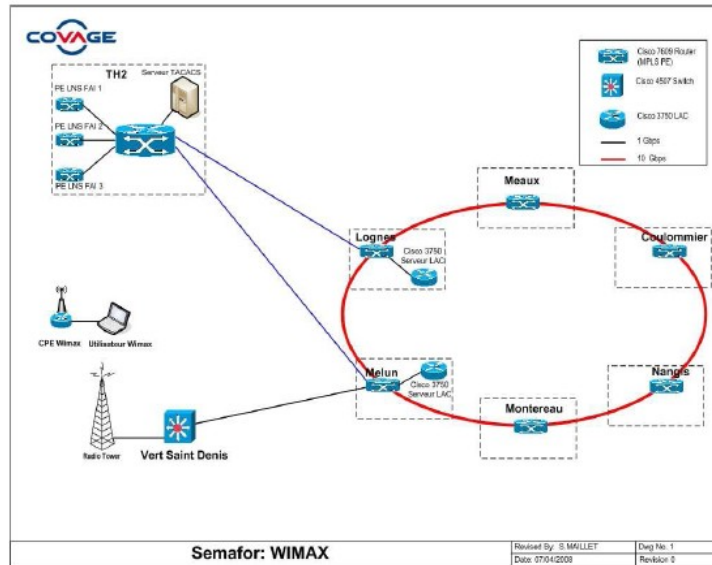 COVAGE
TH2
Serveur TACACS
PE LNS FAI 1
PE LNS FAI 2
PE LNS FAI 3
Cisco 7609 Router
(MPLS PE)
Cisco 4507 Switch
Cisco 3750 LAC
1 Gbps
10 Gbps
Meaux
Lognes
Cisco 3750
Serveur LAC
Coulommier
CPE Wimax
Utilisateur Wimax
Melun
Cisco 3750
Serveur LAC
Nangis
Montereau
Radio Tower
Vert Saint Denis
Semafor: WIMAX
Revised By: S.MAILLET
Dwg No. 1
Date: 07/04/2008
Revision 0